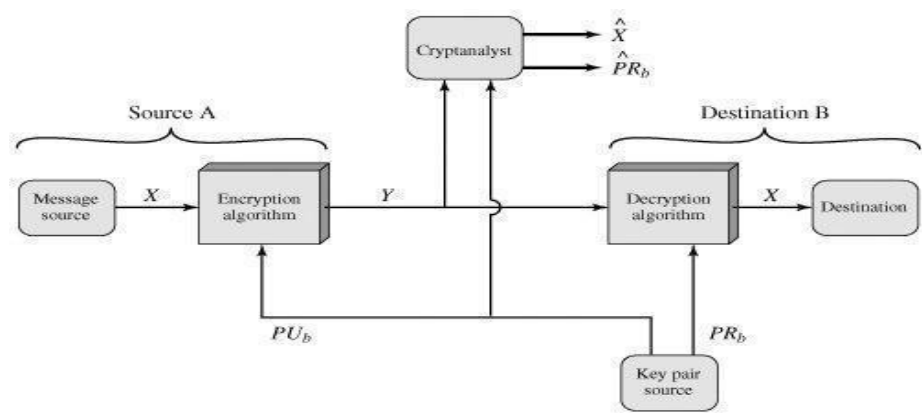 Cryptanalyst
X̂
P̂R_b
Source A
Destination B
Message
source
X
Encryption
algorithm
Y
Decryption
algorithm
X
Destination
PU_b
PR_b
Key pair
source